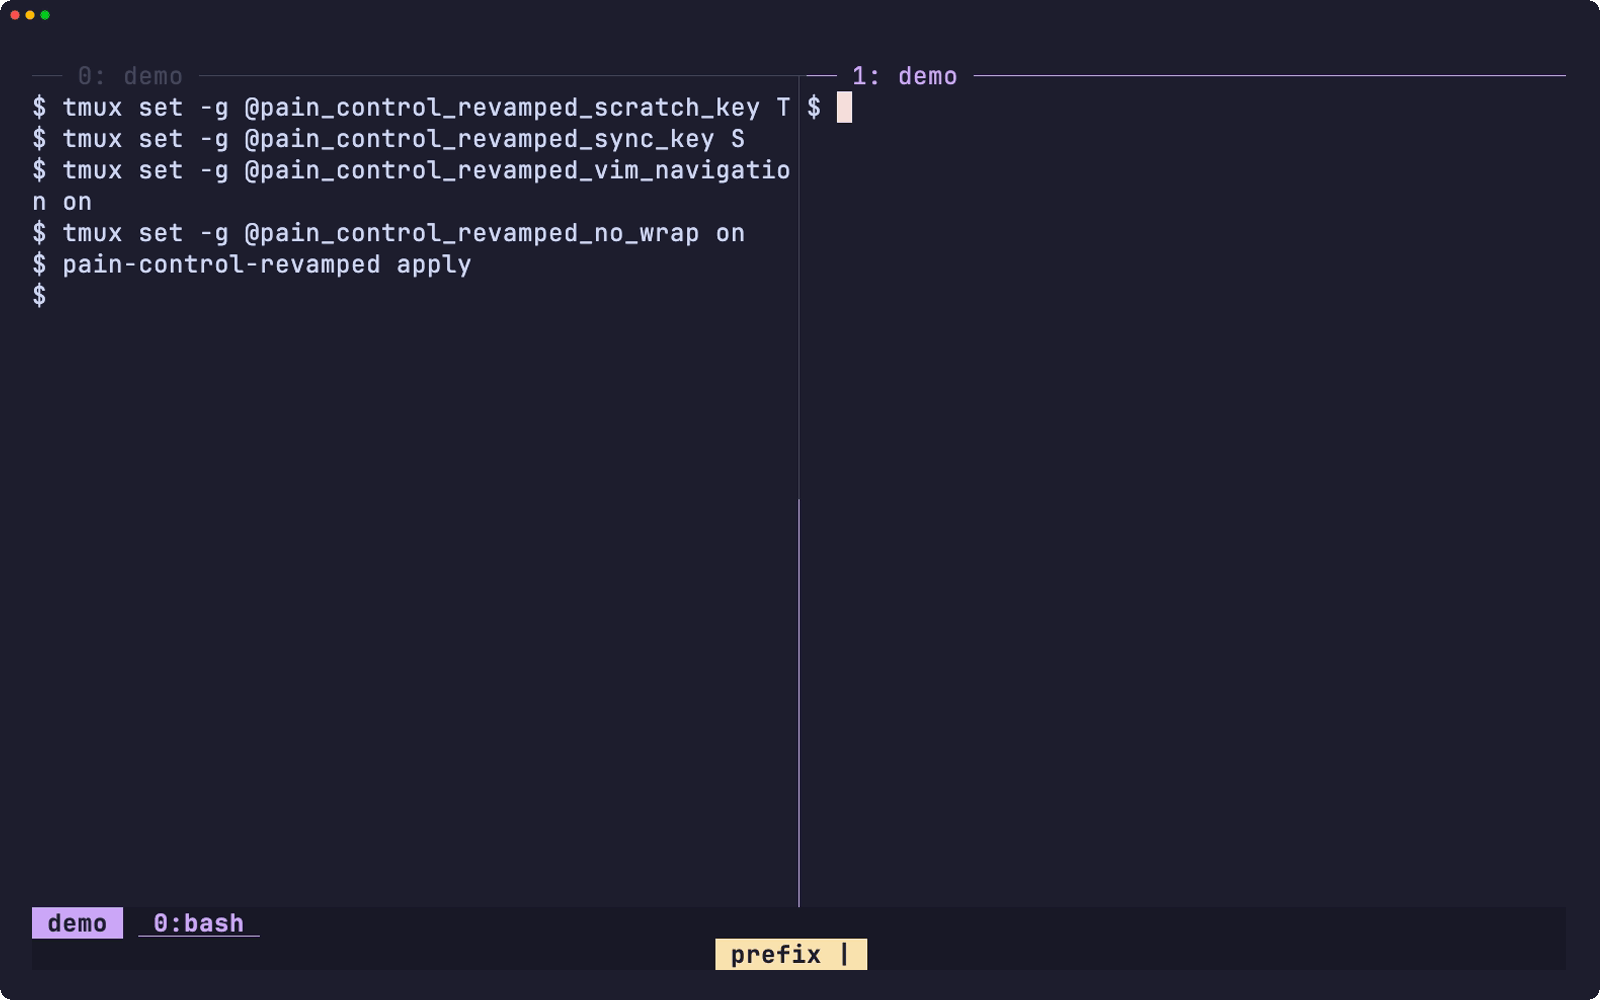 0: demo
$ tmux set -g @pain_control_revamped_scratch_key T
$ tmux set -g @pain_control_revamped_sync_key S
$ tmux set -g @pain_control_revamped_vim_navigatio
n on
$ tmux set -g @pain_control_revamped_no_wrap on
$ pain-control-revamped apply
$
1: demo
$
demo 0:bash
prefix |